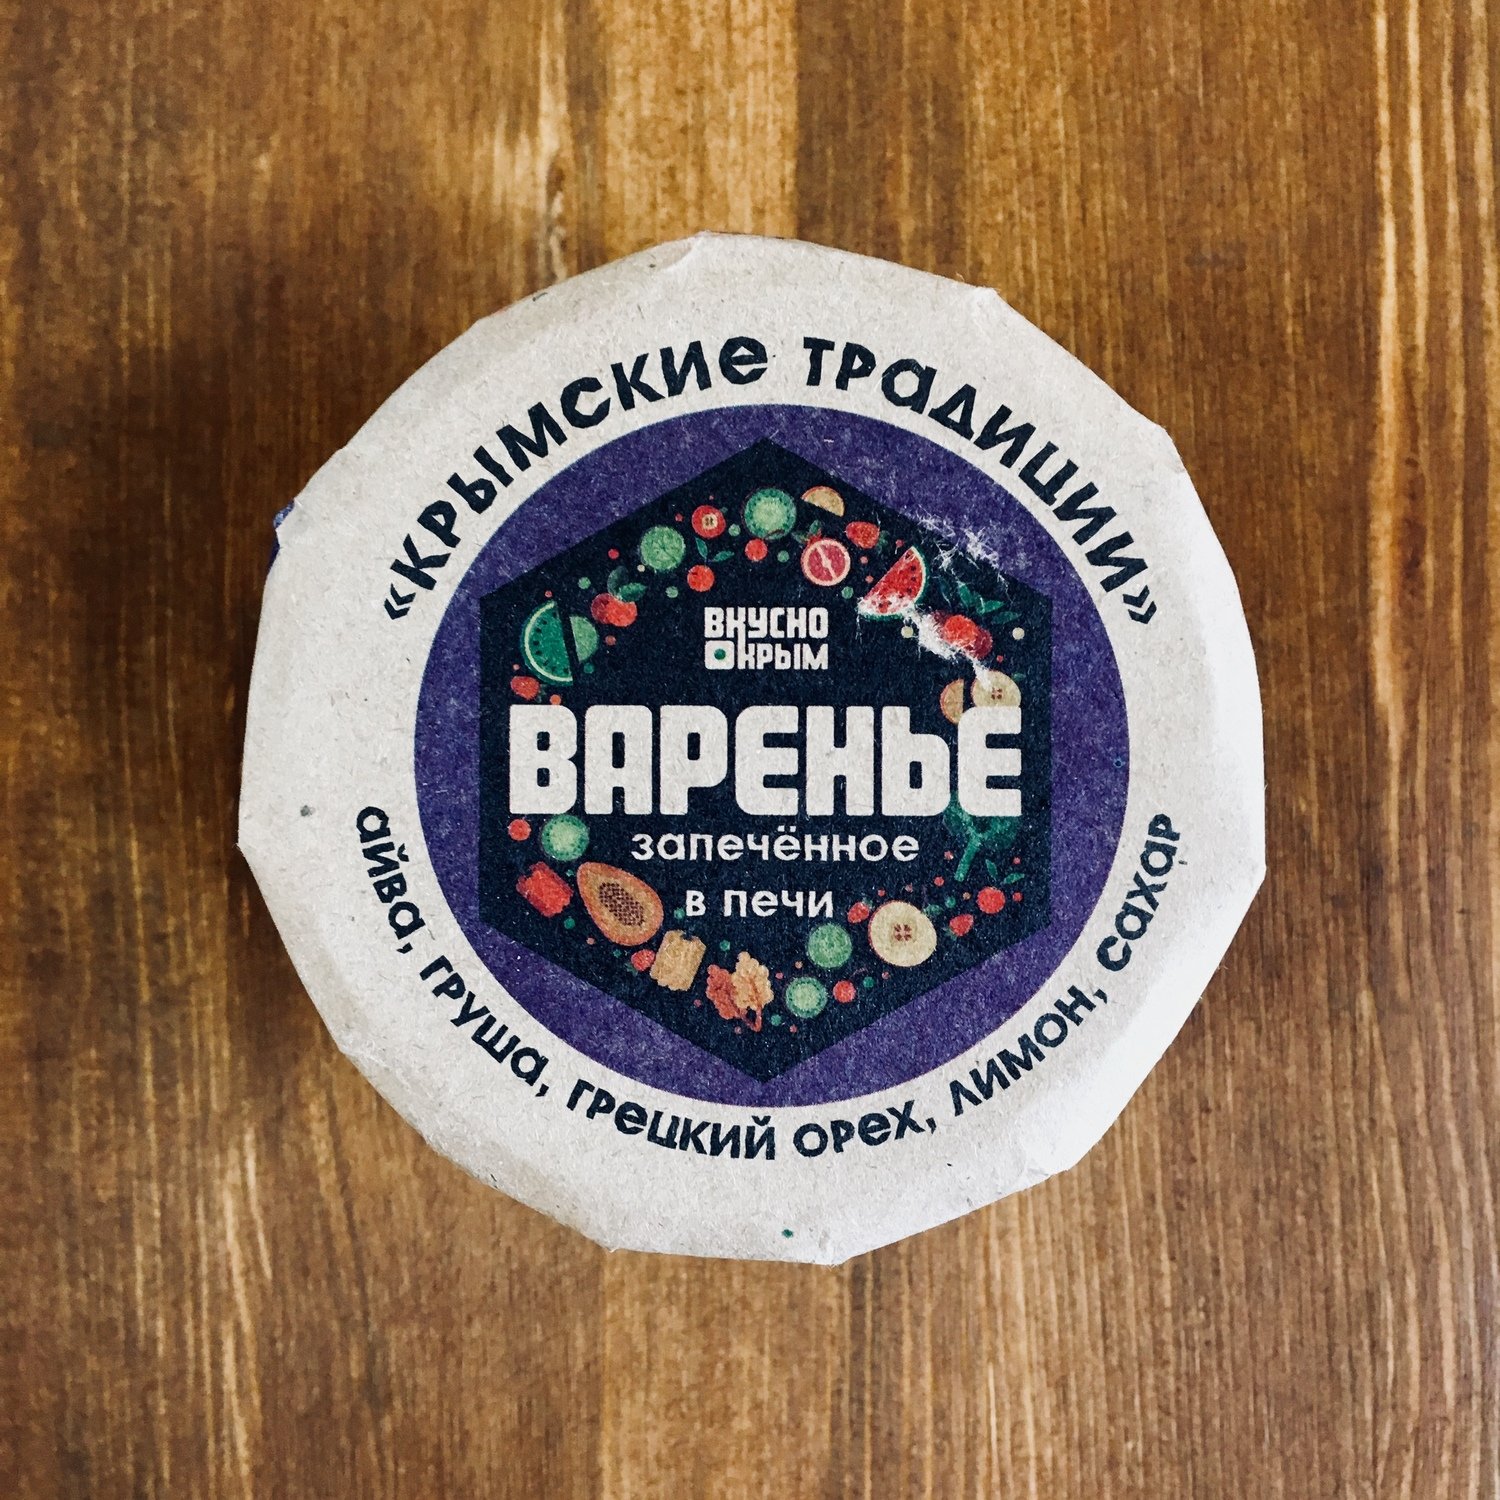 «Крымские традиции»
ВКУСНО
КРЫМ
ВАРЕНЬЕ
запечённое
в печи
айва, груша, грецкий орех, лимон, сахар